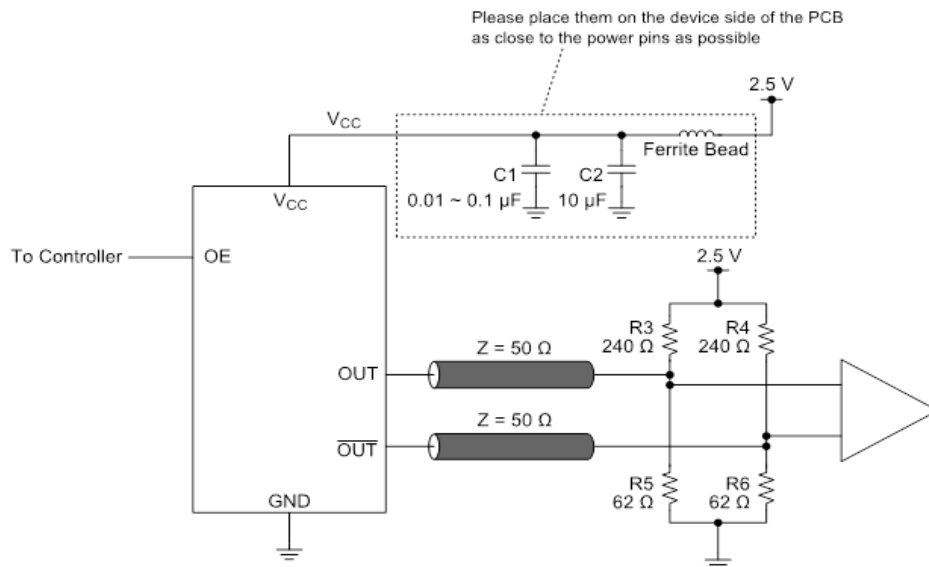 Please place them on the device side of the PCB
as close to the power pins as possible
2.5 V
VCC
Ferrite Bead
C1
C2
0.01 ~ 0.1 µF
10 µF
VCC
To Controller
OE
2.5 V
R3
240 Ω
R4
240 Ω
Z = 50 Ω
OUT
Z = 50 Ω
OUT
R5
62 Ω
R6
62 Ω
GND